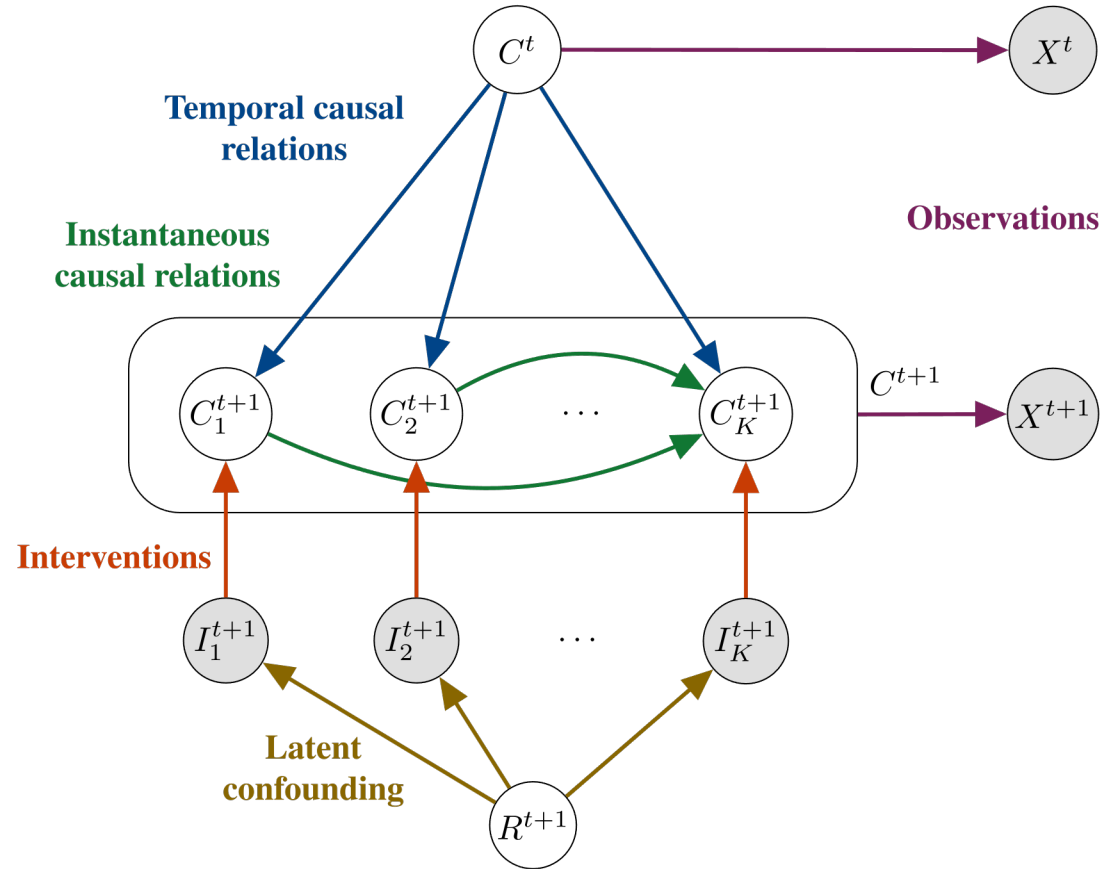 C^t
X^t
Temporal causal
relations
Observations
Instantaneous
causal relations
C^{t+1}
C_1^{t+1}
C_2^{t+1}
⋯
C_K^{t+1}
X^{t+1}
Interventions
I_1^{t+1}
I_2^{t+1}
⋯
I_K^{t+1}
Latent
confounding
R^{t+1}